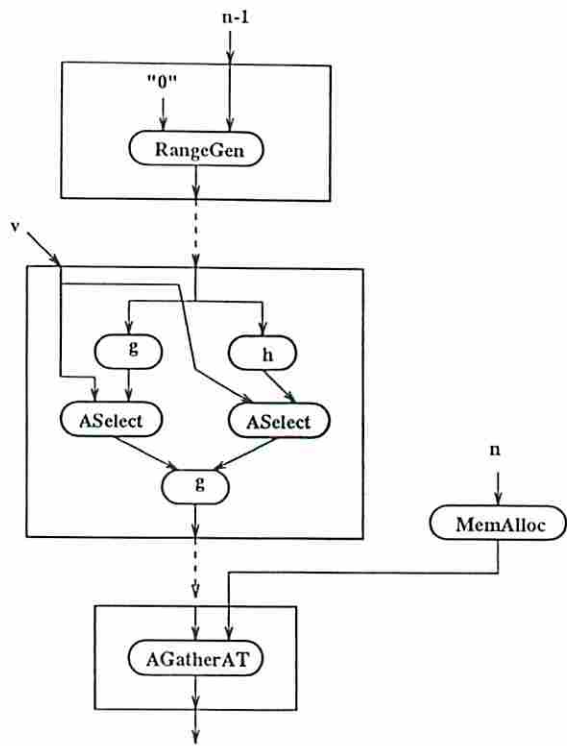 n-1
"0"
RangeGen
v
g
h
ASelect
ASelect
g
n
MemAlloc
AGatherAT